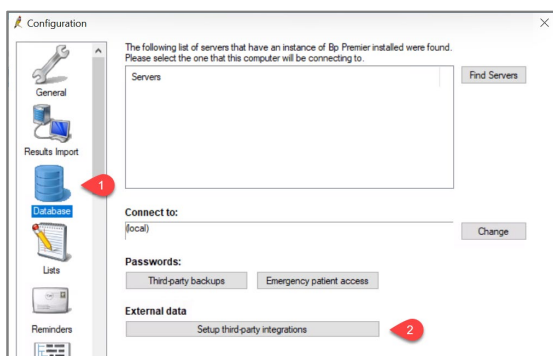 Configuration
The following list of servers that have an instance of Bp Premier installed were found.
Please select the one that this computer will be connecting to.
Servers
Find Servers
General
Results Import
1
Database
Connect to:
(local)
Change
Lists
Passwords:
Third-party backups
Emergency patient access
External data
Reminders
Setup third-party integrations
2